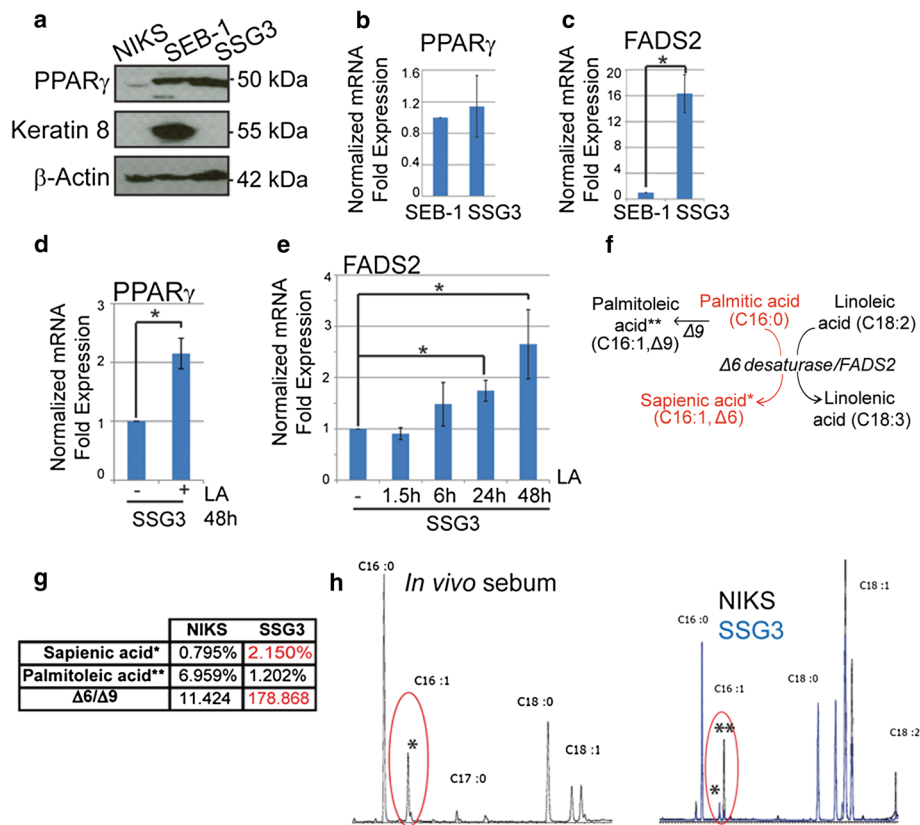 a
NIKS SEB-1 SSG3
PPARγ
50 kDa
Keratin 8
55 kDa
β-Actin
42 kDa
b
PPARγ
Normalized mRNA
Fold Expression
1.6
1.2
0.8
0.4
0
SEB-1 SSG3
c
FADS2
Normalized mRNA
Fold Expression
*
20
16
12
8
4
0
SEB-1 SSG3
d
PPARγ
Normalized mRNA
Fold Expression
*
3
2
1
0
- + LA
SSG3 48h
e
FADS2
Normalized mRNA
Fold Expression
*
*
4
3
2
1
0
- 1.5h 6h 24h 48h LA
SSG3
f
Palmitoleic
acid**
(C16:1,Δ9)
Δ9
Palmitic acid
(C16:0)
Linoleic
acid (C18:2)
Δ6 desaturase/FADS2
Sapienic acid*
(C16:1, Δ6)
Linolenic
acid (C18:3)
g
NIKS SSG3
Sapienic acid* 0.795% 2.150%
Palmitoleic acid** 6.959% 1.202%
Δ6/Δ9 11.424 178.868
h
In vivo sebum
C16 :0
C16 :1
*
C17 :0
C18 :0
C18 :1
NIKS
SSG3
C16 :0
C16 :1
**
*
C18 :0
C18 :1
C18 :2